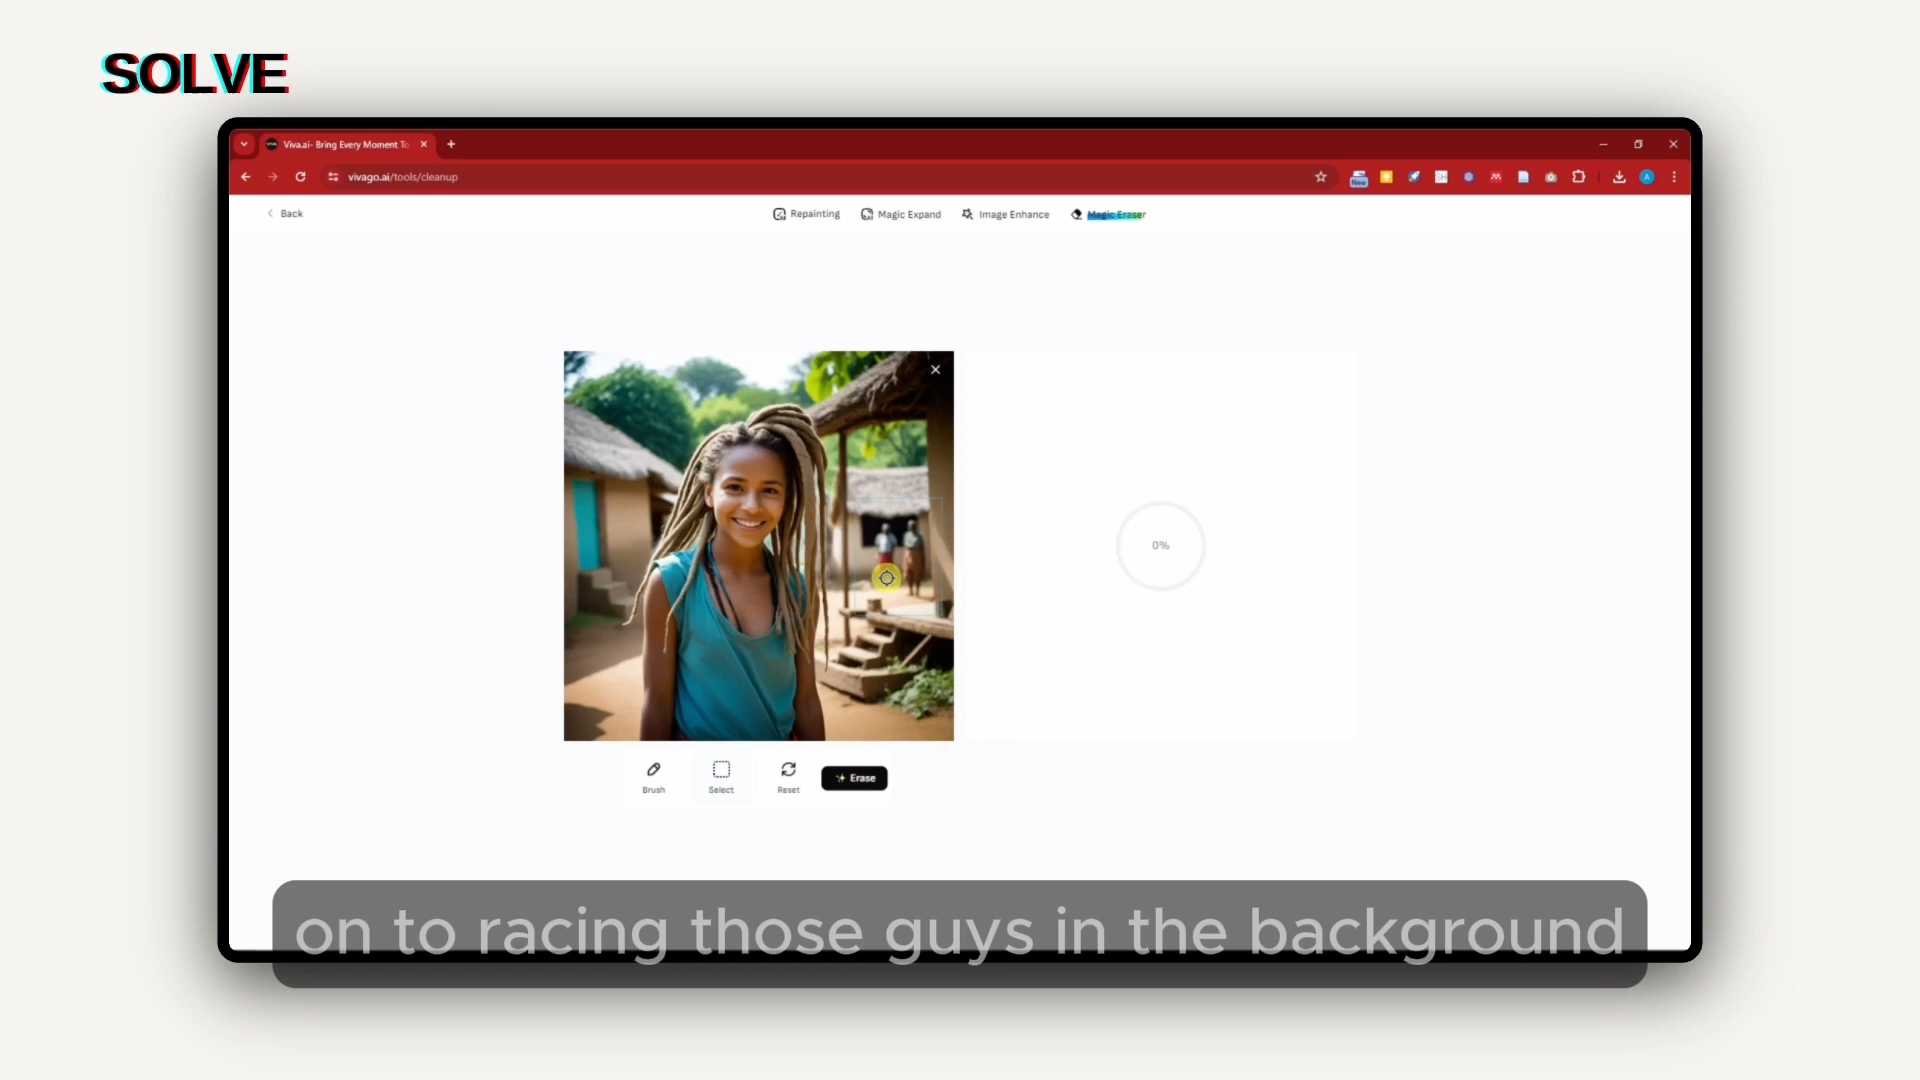 SOLVE
Viva.ai- Bring Every Moment To
vivago.ai/tools/cleanup
New
A
Back
Repainting
Magic Expand
Image Enhance
Magic Eraser
0%
Brush
Select
Reset
Erase
on to racing those guys in the background